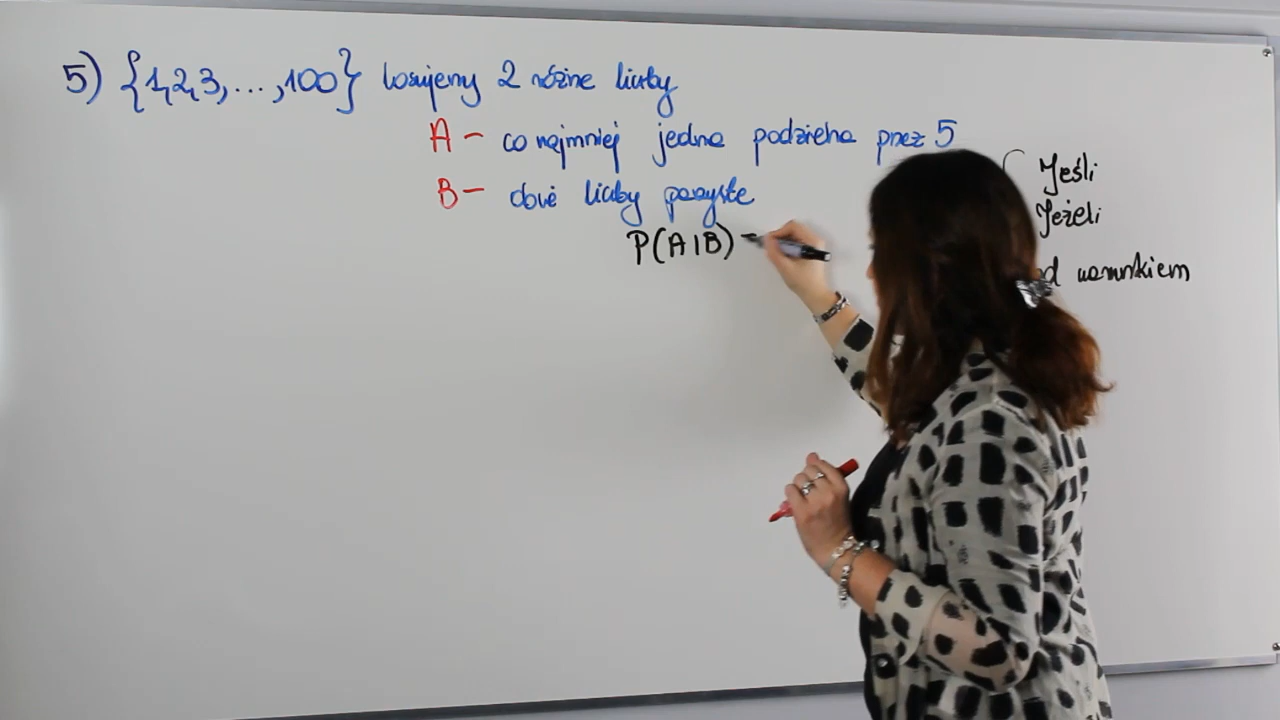 5) {1,2,3,...,100} losujemy 2 różne liczby
A - co najmniej jedna podzielna przez 5
B - dwie liczby parzyste
P(A|B) =
Jeśli
Jeżeli
od warunkiem